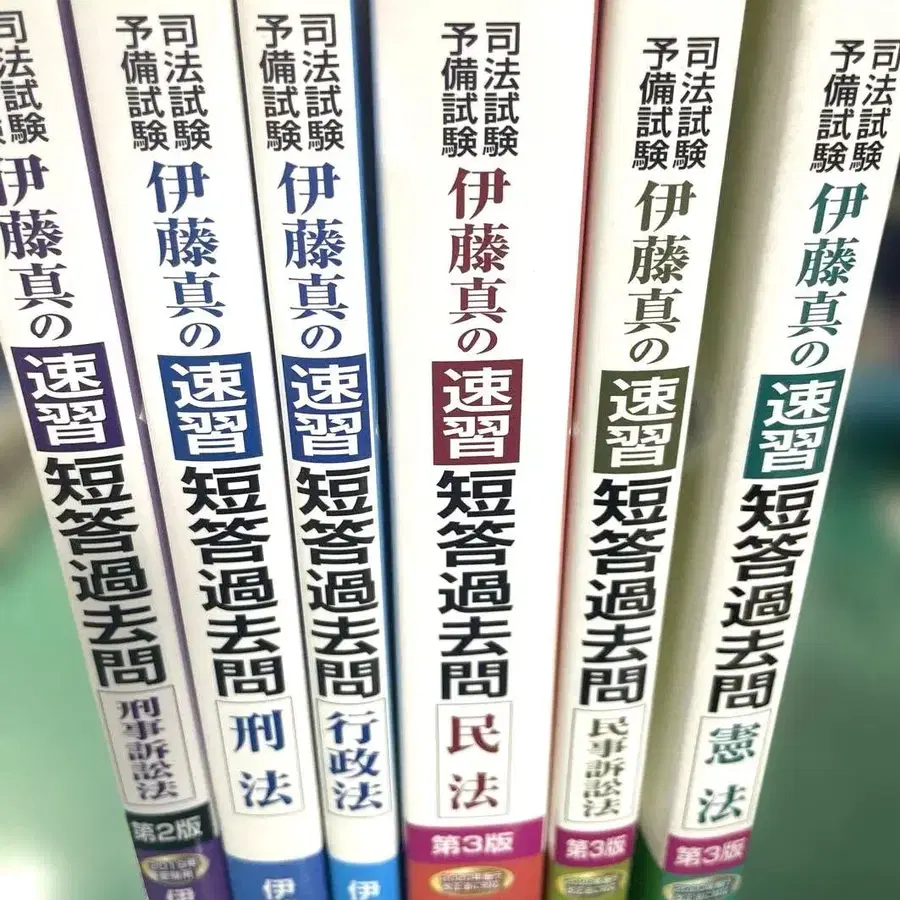 司法試験
伊藤真の
速習
短答過去問
刑事訴訟法
第2版
司法試験
予備試験
伊藤真の
速習
短答過去問
刑法
伊
司法試験
予備試験
伊藤真の
速習
短答過去問
行政法
伊
司法試験
予備試験
伊藤真の
速習
短答過去問
民法
第3版
司法試験
予備試験
伊藤真の
速習
短答過去問
民事訴訟法
第3版
司法試験
予備試験
伊藤真の
速習
短答過去問
憲法
第3版